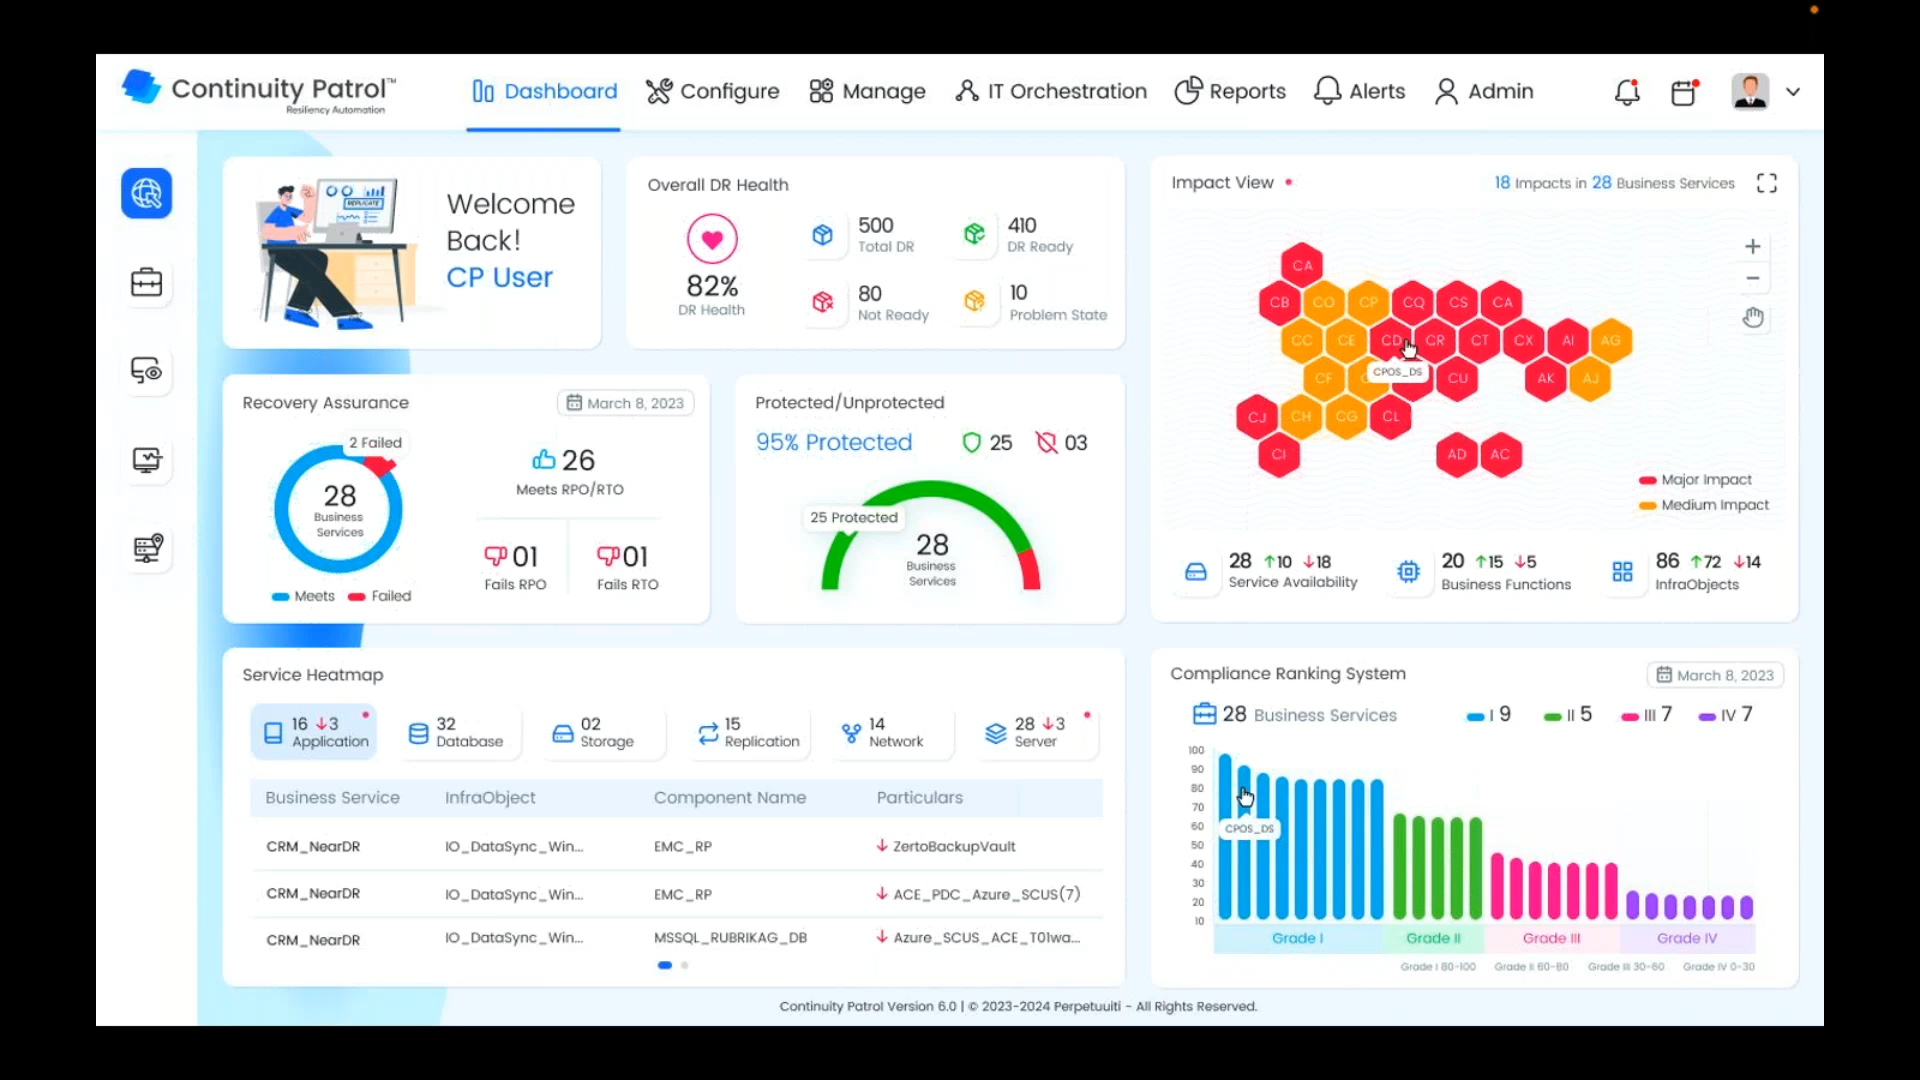 Continuity Patrol™
Resiliency Automation
Dashboard
Configure
Manage
IT Orchestration
Reports
Alerts
Admin
REPLICATE
Welcome
Back!
CP User
Overall DR Health
82%
DR Health
500
Total DR
410
DR Ready
80
Not Ready
10
Problem State
Impact View
18 Impacts in 28 Business Services
CA
CB CO CP CQ CS CA
CC CE CD CR CT CX AI AG
CF CU AK AJ
CPOS_DS
CJ CH CG CL
CI AD AC
Major Impact
Medium Impact
28 ↑10 ↓18
Service Availability
20 ↑15 ↓5
Business Functions
86 ↑72 ↓14
InfraObjects
Recovery Assurance
March 8, 2023
2 Failed
28
Business
Services
Meets Failed
26
Meets RPO/RTO
01
Fails RPO
01
Fails RTO
Protected/Unprotected
95% Protected
25
03
25 Protected
28
Business
Services
Service Heatmap
16 ↓3
Application
32
Database
02
Storage
15
Replication
14
Network
28 ↓3
Server
Business Service InfraObject Component Name Particulars
CRM_NearDR IO_DataSync_Win... EMC_RP ↓ ZertoBackupVault
CRM_NearDR IO_DataSync_Win... EMC_RP ↓ ACE_PDC_Azure_SCUS(7)
CRM_NearDR IO_DataSync_Win... MSSQL_RUBRIKAG_DB ↓ Azure_SCUS_ACE_T01wa...
Compliance Ranking System
March 8, 2023
28 Business Services
I 9
II 5
III 7
IV 7
100
90
80
70
60
50
40
30
20
10
CPOS_DS
Grade I Grade II Grade III Grade IV
Grade I 80-100 Grade II 60-80 Grade III 30-60 Grade IV 0-30
Continuity Patrol Version 6.0 | © 2023-2024 Perpetuuiti - All Rights Reserved.